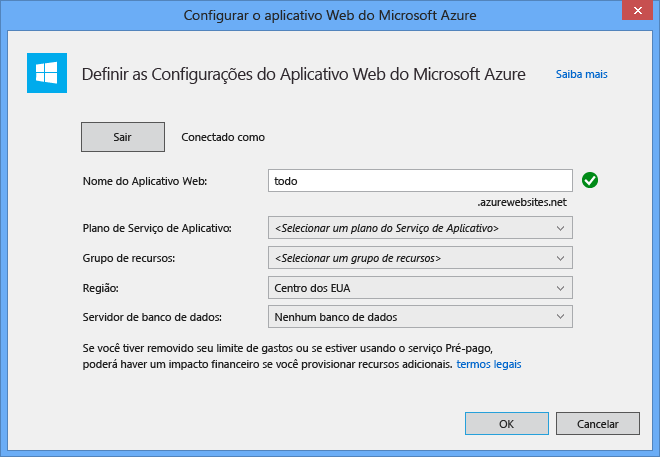 Configurar o aplicativo Web do Microsoft Azure
Definir as Configurações do Aplicativo Web do Microsoft Azure Saiba mais
Sair Conectado como
Nome do Aplicativo Web: todo
.azurewebsites.net
Plano de Serviço de Aplicativo: <Selecionar um plano do Serviço de Aplicativo>
Grupo de recursos: <Selecionar um grupo de recursos>
Região: Centro dos EUA
Servidor de banco de dados: Nenhum banco de dados
Se você tiver removido seu limite de gastos ou se estiver usando o serviço Pré-pago,
poderá haver um impacto financeiro se você provisionar recursos adicionais. termos legais
OK Cancelar